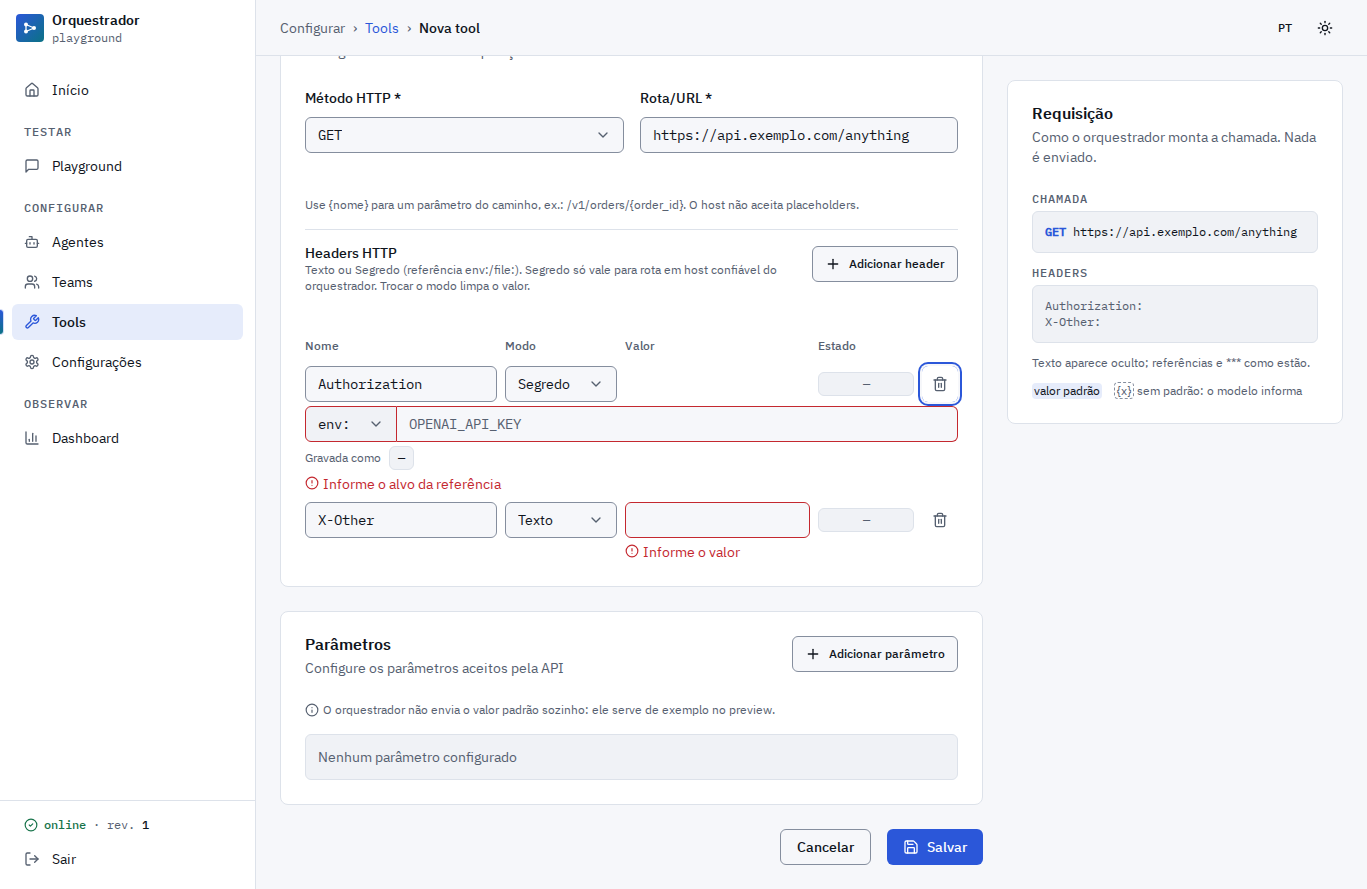 Orquestrador
playground
Início
TESTAR
Playground
CONFIGURAR
Agentes
Teams
Tools
Configurações
OBSERVAR
Dashboard
online · rev. 1
Sair
Configurar › Tools › Nova tool
PT
Método HTTP *
Rota/URL *
GET
https://api.exemplo.com/anything
Use {nome} para um parâmetro do caminho, ex.: /v1/orders/{order_id}. O host não aceita placeholders.
Headers HTTP
Texto ou Segredo (referência env:/file:). Segredo só vale para rota em host confiável do
orquestrador. Trocar o modo limpa o valor.
Adicionar header
Nome
Modo
Valor
Estado
Authorization
Segredo
—
env:
OPENAI_API_KEY
Gravada como —
Informe o alvo da referência
X-Other
Texto
—
Informe o valor
Parâmetros
Configure os parâmetros aceitos pela API
Adicionar parâmetro
O orquestrador não envia o valor padrão sozinho: ele serve de exemplo no preview.
Nenhum parâmetro configurado
Cancelar
Salvar
Requisição
Como o orquestrador monta a chamada. Nada
é enviado.
CHAMADA
GET https://api.exemplo.com/anything
HEADERS
Authorization:
X-Other:
Texto aparece oculto; referências e *** como estão.
valor padrão {x} sem padrão: o modelo informa